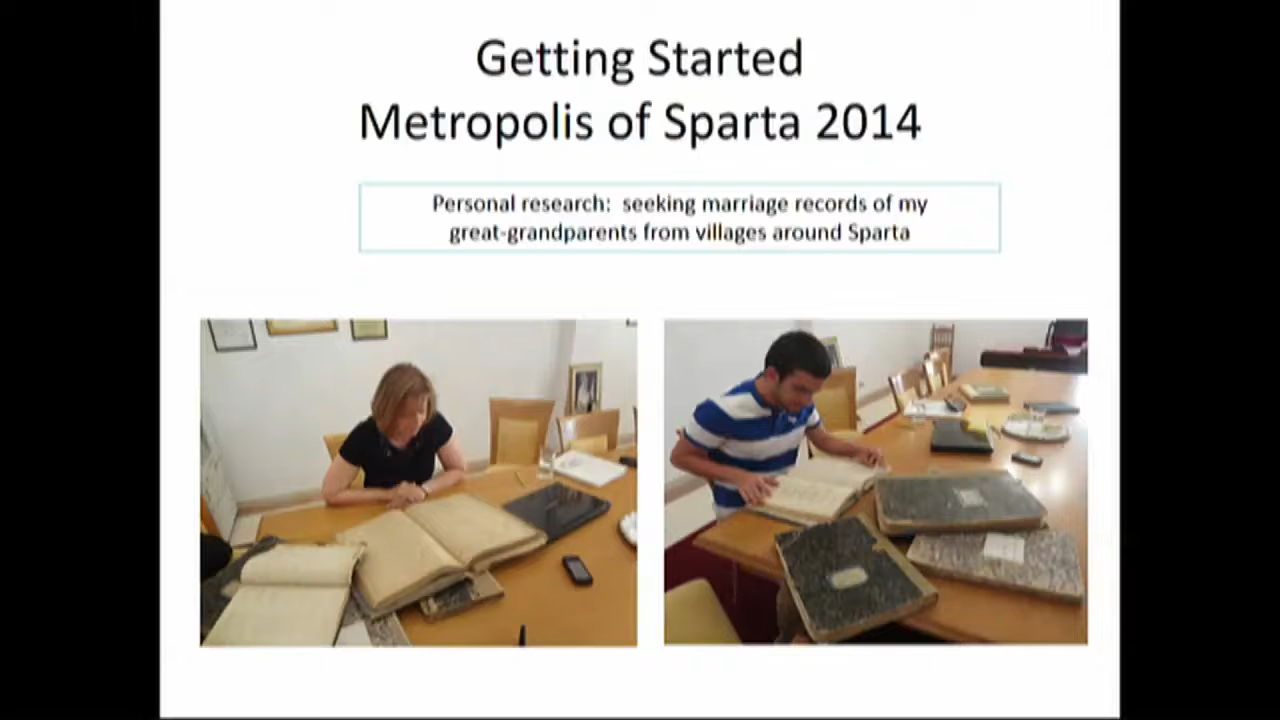 Getting Started
Metropolis of Sparta 2014
Personal research:  seeking marriage records of my
great-grandparents from villages around Sparta